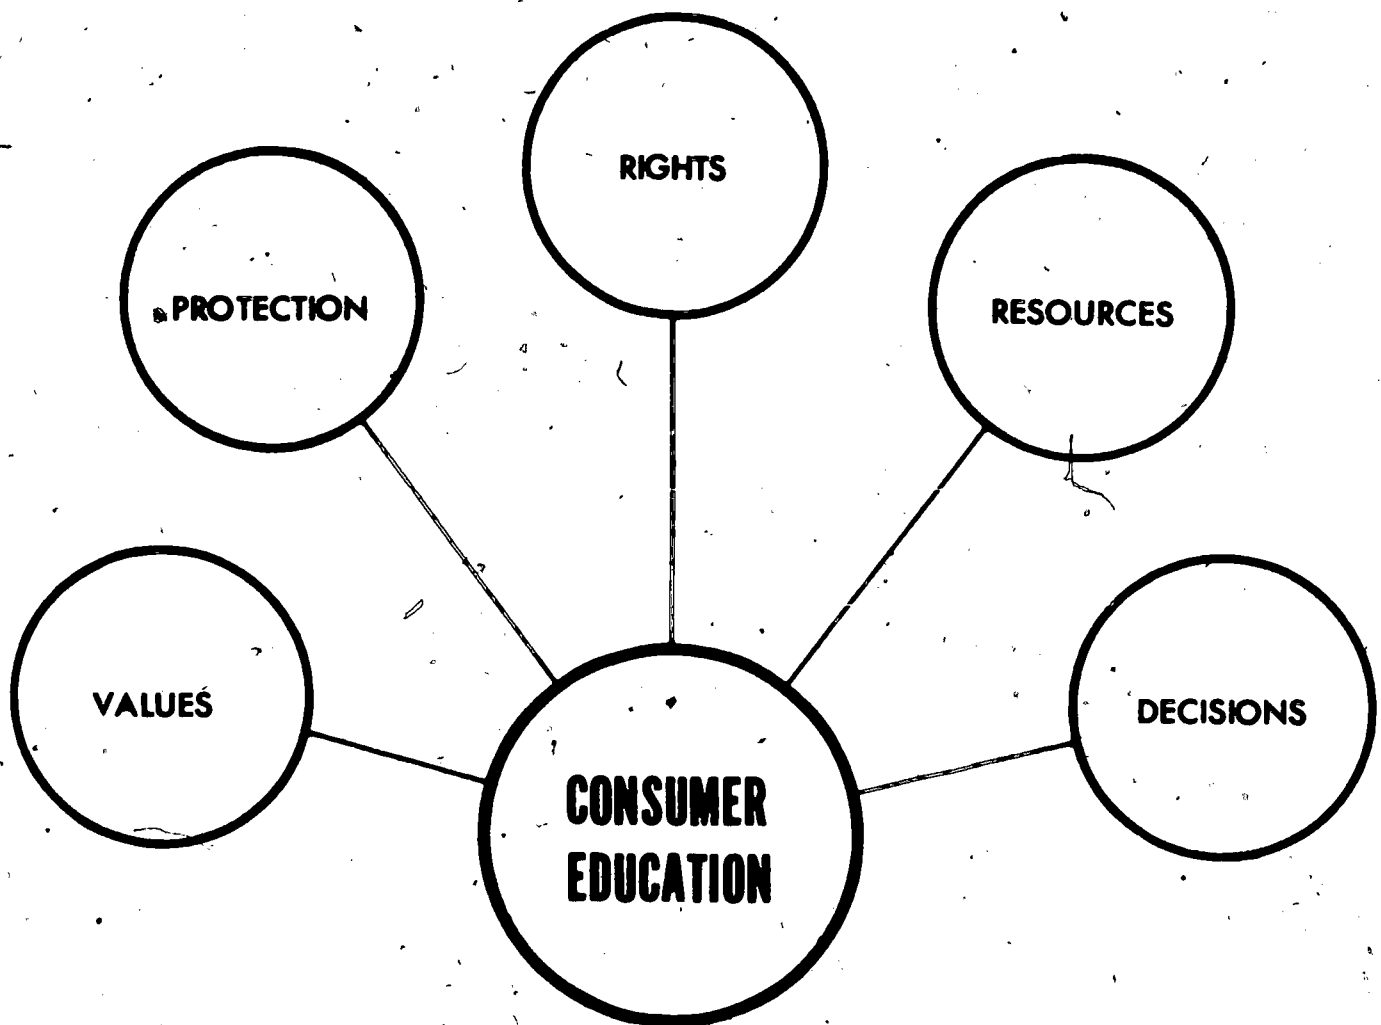 RIGHTS
PROTECTION
RESOURCES
VALUES
DECISIONS
CONSUMER
EDUCATION